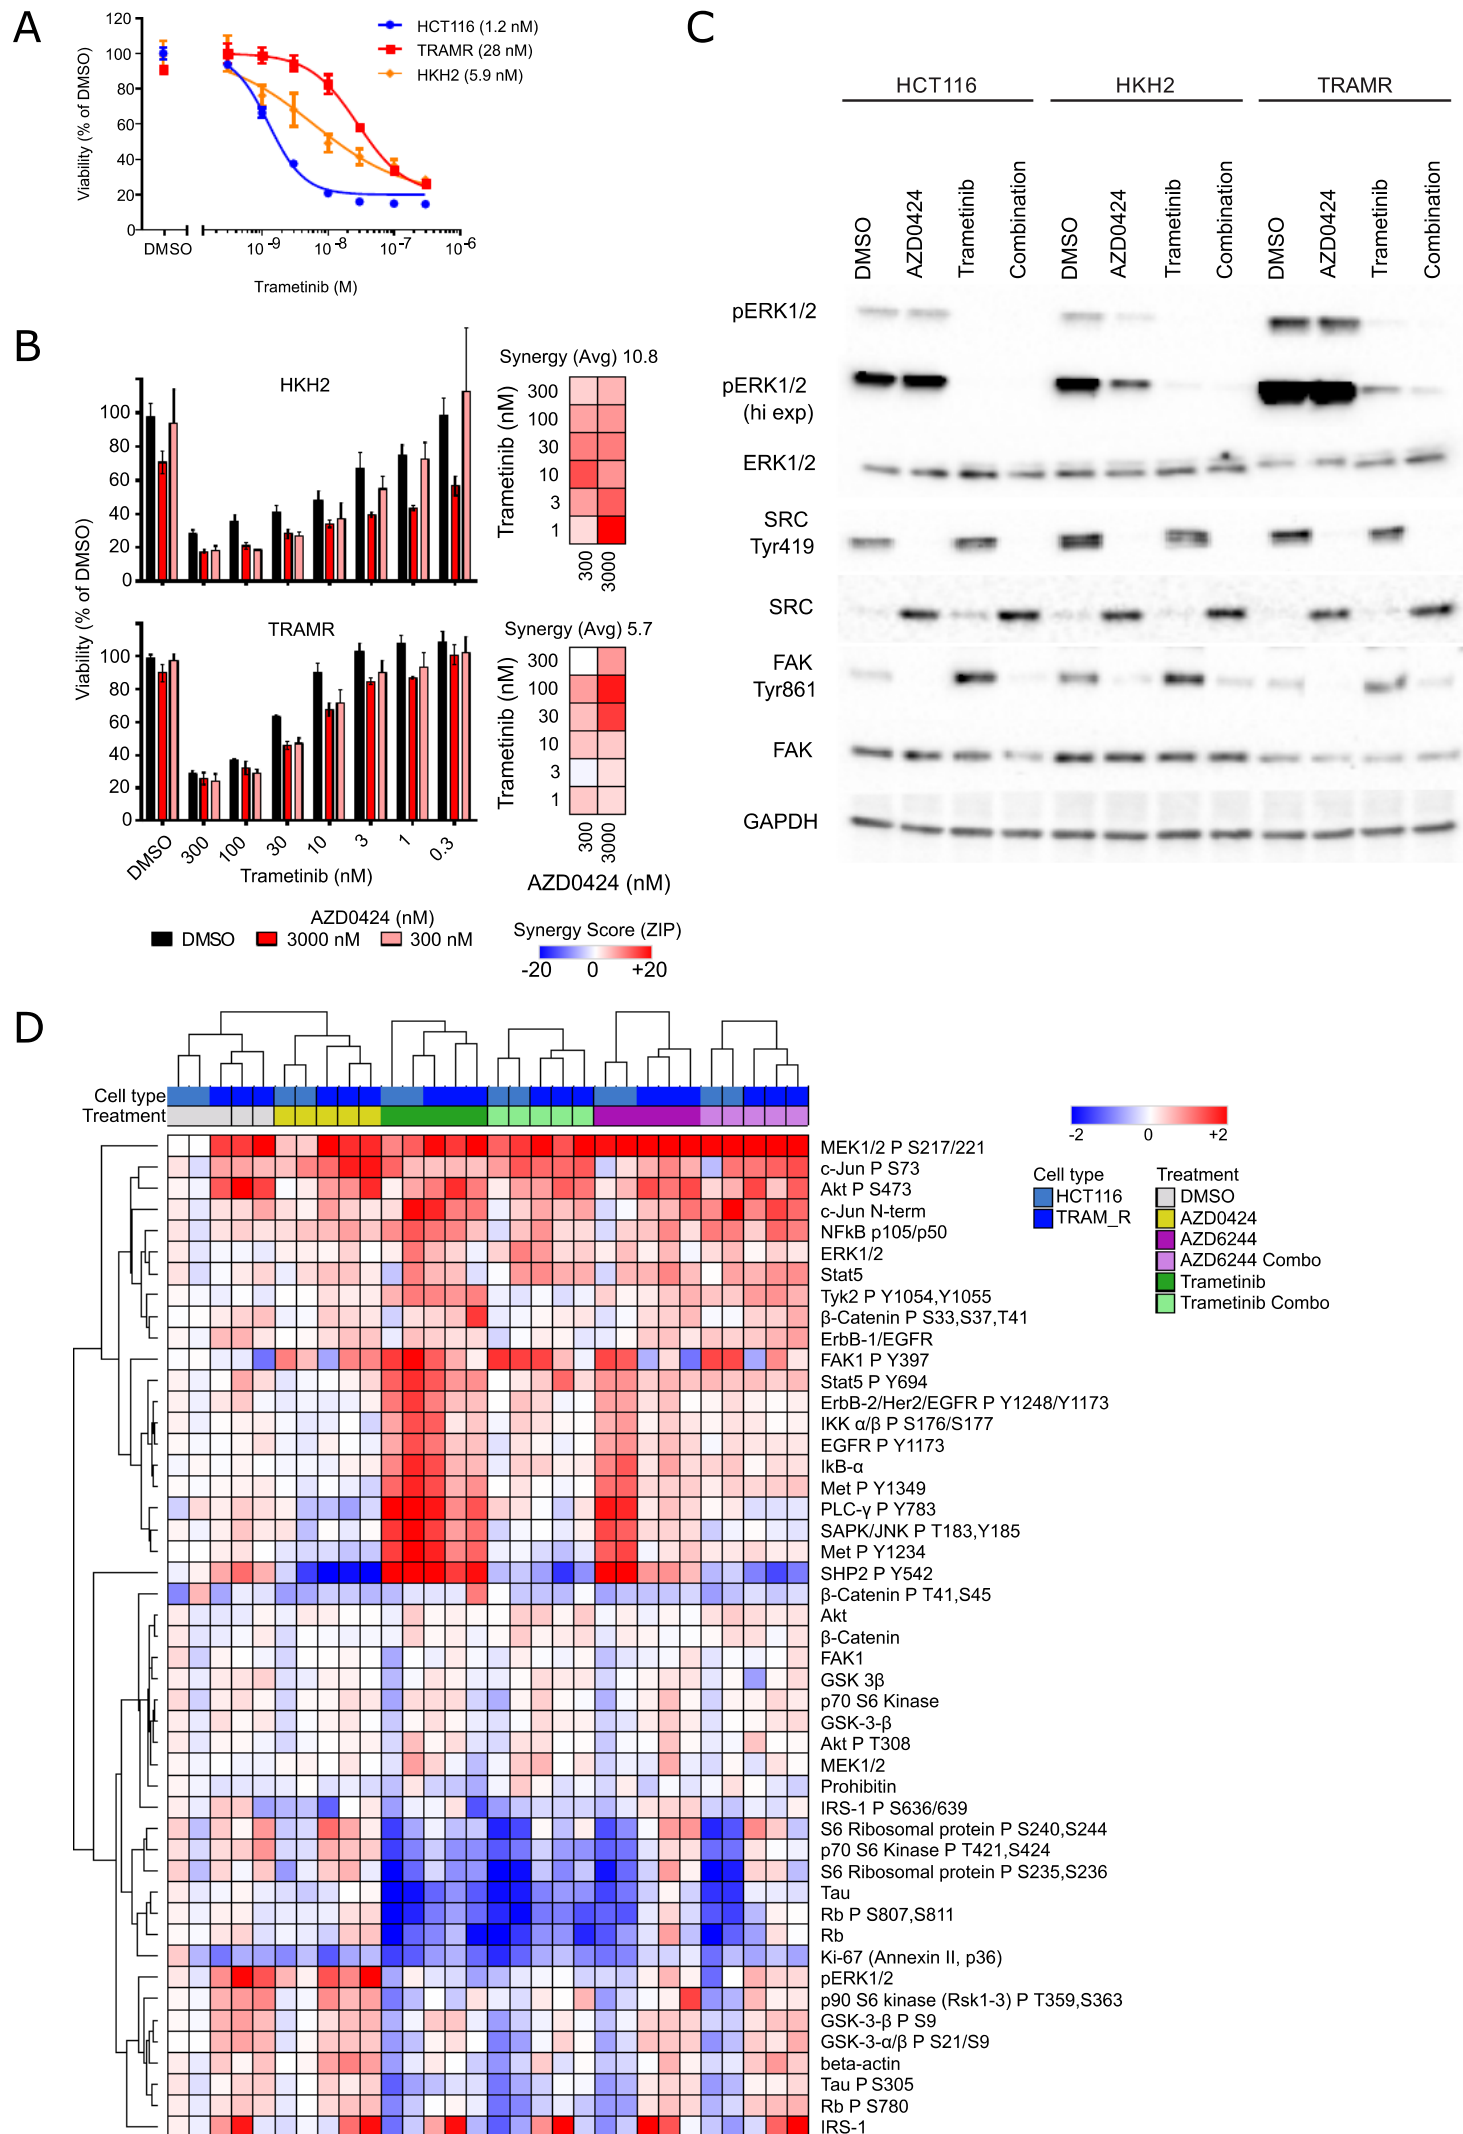 A
120
100
80
60
40
20
0
Viability (% of DMSO)
DMSO
10-9
10-8
10-7
10-6
Trametinib (M)
HCT116 (1.2 nM)
TRAMR (28 nM)
HKH2 (5.9 nM)
B
HKH2
100
80
60
40
20
0
TRAMR
100
80
60
40
20
0
Viability (% of DMSO)
DMSO
300
100
30
10
3
1
0.3
Trametinib (nM)
AZD0424 (nM)
DMSO
3000 nM
300 nM
Synergy (Avg) 10.8
Trametinib (nM)
300
100
30
10
3
1
300
3000
Synergy (Avg) 5.7
Trametinib (nM)
300
100
30
10
3
1
300
3000
AZD0424 (nM)
Synergy Score (ZIP)
-20
0
+20
C
HCT116
HKH2
TRAMR
DMSO
AZD0424
Trametinib
Combination
DMSO
AZD0424
Trametinib
Combination
DMSO
AZD0424
Trametinib
Combination
pERK1/2
pERK1/2
(hi exp)
ERK1/2
SRC
Tyr419
SRC
FAK
Tyr861
FAK
GAPDH
D
Cell type
Treatment
MEK1/2 P S217/221
c-Jun P S73
Akt P S473
c-Jun N-term
NFkB p105/p50
ERK1/2
Stat5
Tyk2 P Y1054,Y1055
β-Catenin P S33,S37,T41
ErbB-1/EGFR
FAK1 P Y397
Stat5 P Y694
ErbB-2/Her2/EGFR P Y1248/Y1173
IKK α/β P S176/S177
EGFR P Y1173
IkB-α
Met P Y1349
PLC-γ P Y783
SAPK/JNK P T183,Y185
Met P Y1234
SHP2 P Y542
β-Catenin P T41,S45
Akt
β-Catenin
FAK1
GSK 3β
p70 S6 Kinase
GSK-3-β
Akt P T308
MEK1/2
Prohibitin
IRS-1 P S636/639
S6 Ribosomal protein P S240,S244
p70 S6 Kinase P T421,S424
S6 Ribosomal protein P S235,S236
Tau
Rb P S807,S811
Rb
Ki-67 (Annexin II, p36)
pERK1/2
p90 S6 kinase (Rsk1-3) P T359,S363
GSK-3-β P S9
GSK-3-α/β P S21/S9
beta-actin
Tau P S305
Rb P S780
IRS-1
-2
0
+2
Cell type
HCT116
TRAM_R
Treatment
DMSO
AZD0424
AZD6244
AZD6244 Combo
Trametinib
Trametinib Combo